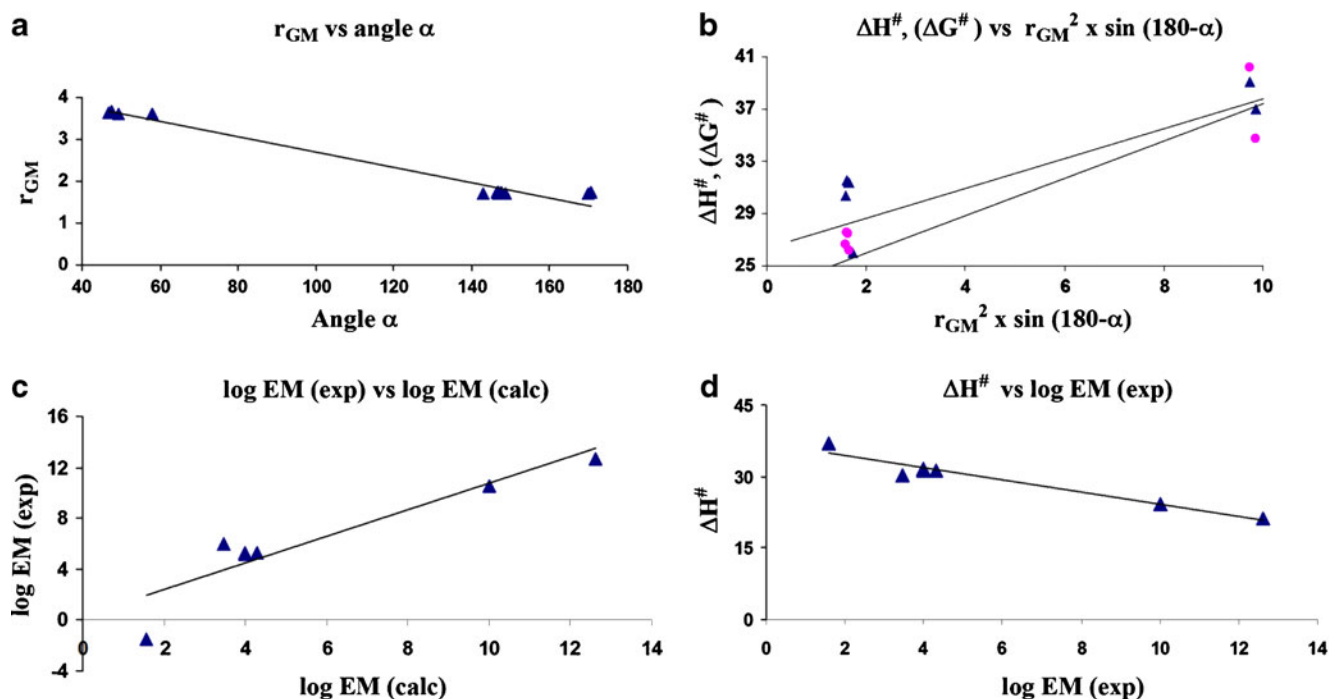 a
r_GM vs angle α
4
3
2
1
0
r_GM
40 60 80 100 120 140 160 180
Angle α
b
ΔH^#, (ΔG^#) vs r_GM^2 x sin (180-α)
41
37
33
29
25
ΔH^#, (ΔG^#)
0 2 4 6 8 10
r_GM^2 x sin (180-α)
c
log EM (exp) vs log EM (calc)
16
12
8
4
0
-4
log EM (exp)
0 2 4 6 8 10 12 14
log EM (calc)
d
ΔH^# vs log EM (exp)
45
30
15
0
ΔH^#
0 2 4 6 8 10 12 14
log EM (exp)